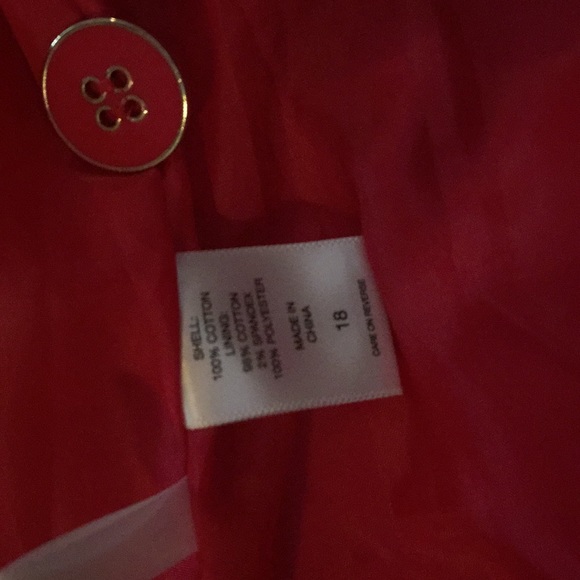 SHELL:
100% COTTON
LINING:
98% COTTON
2% SPANDEX
100% POLYESTER
MADE IN
CHINA
18
CARE ON REVERSE